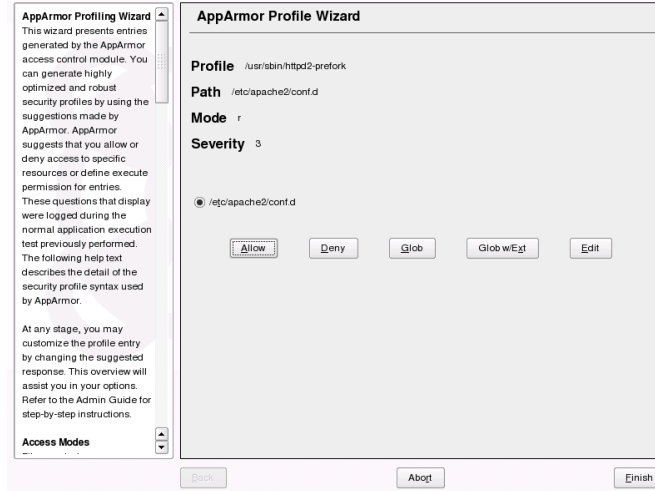 AppArmor Profiling Wizard
This wizard presents entries
generated by the AppArmor
access control module. You
can generate highly
optimized and robust
security profiles by using the
suggestions made by
AppArmor. AppArmor
suggests that you allow or
deny access to specific
resources or define execute
permission for entries.
These questions that display
were logged during the
normal application execution
test previously performed.
The following help text
describes the detail of the
security profile syntax used
by AppArmor.
At any stage, you may
customize the profile entry
by changing the suggested
response. This overview will
assist you in your options.
Refer to the Admin Guide for
step-by-step instructions.
Access Modes
AppArmor Profile Wizard
Profile /usr/sbin/httpd2-prefork
Path /etc/apache2/conf.d
Mode r
Severity 3
/etc/apache2/conf.d
Allow Deny Glob Glob w/Ext Edit
Back Abort Finish